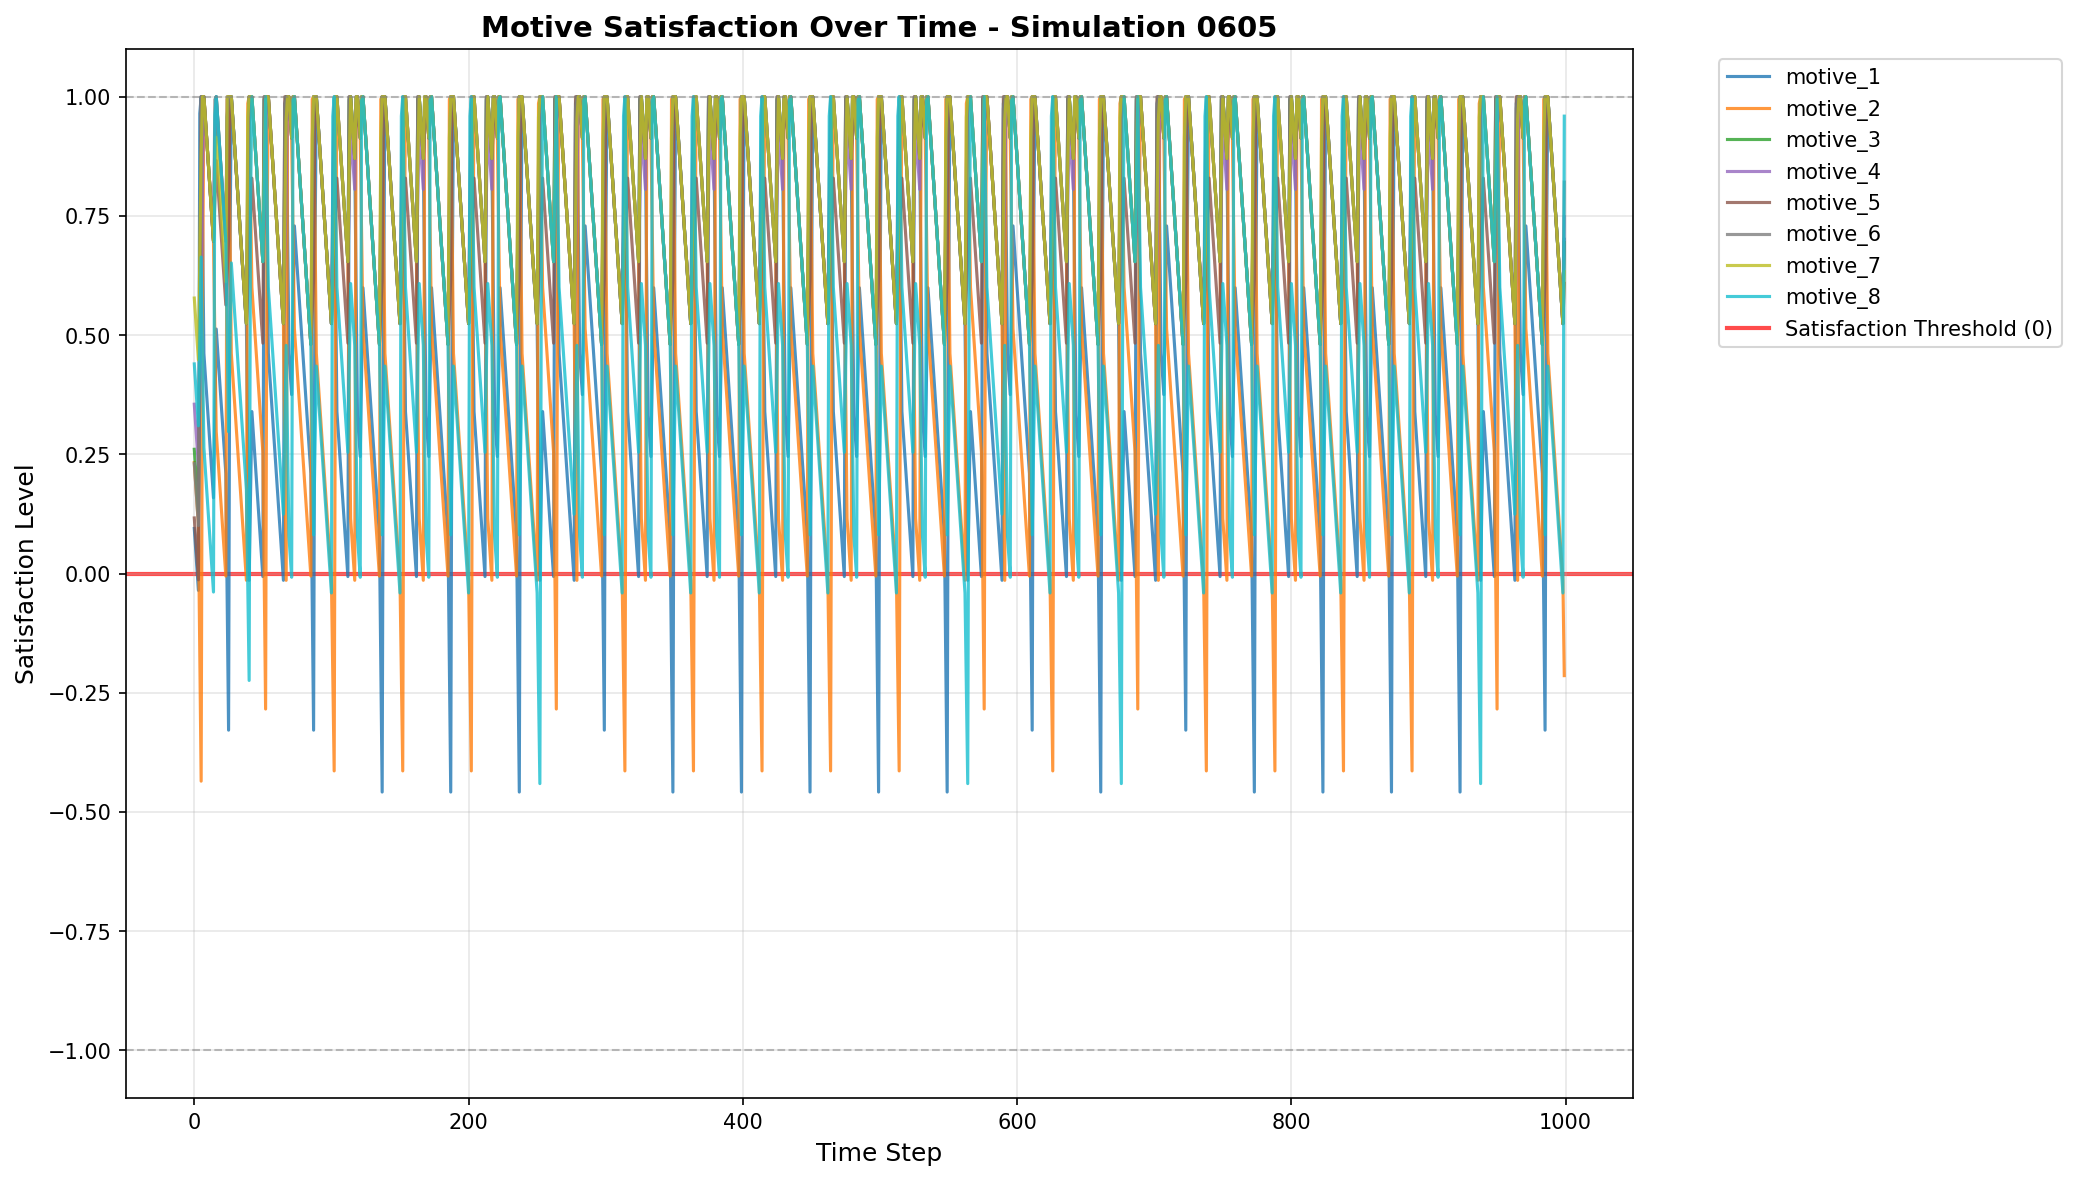 Motive Satisfaction Over Time - Simulation 0605
Satisfaction Level
1.00
0.75
0.50
0.25
0.00
−0.25
−0.50
−0.75
−1.00
0
200
400
600
800
1000
Time Step
motive_1
motive_2
motive_3
motive_4
motive_5
motive_6
motive_7
motive_8
Satisfaction Threshold (0)